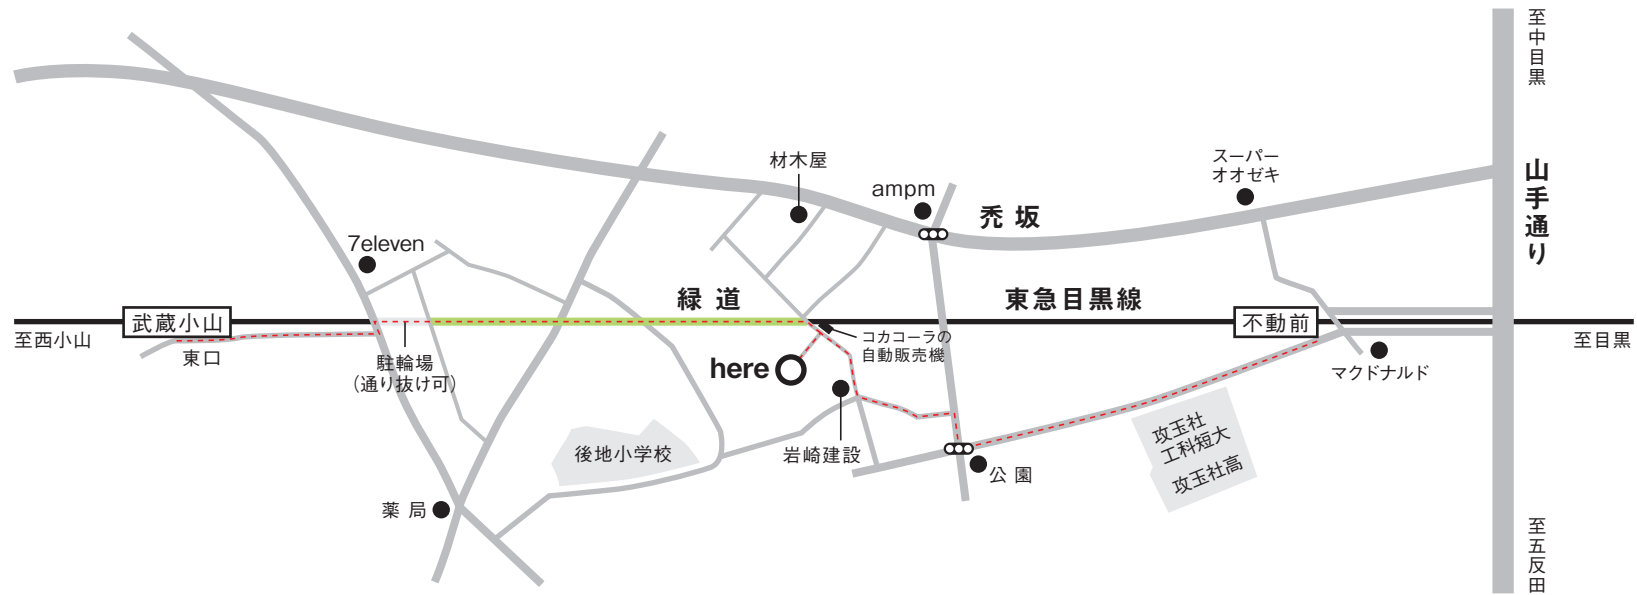 至中目黒
材木屋
スーパー
オオゼキ
ampm
禿 坂
山手通り
7eleven
緑 道
東急目黒線
武蔵小山
不動前
至西小山
東口
コカコーラの
自動販売機
至目黒
駐輪場
（通り抜け可）
here
マクドナルド
攻玉社
工科短大
攻玉社高
後地小学校
岩崎建設
公 園
薬 局
至五反田